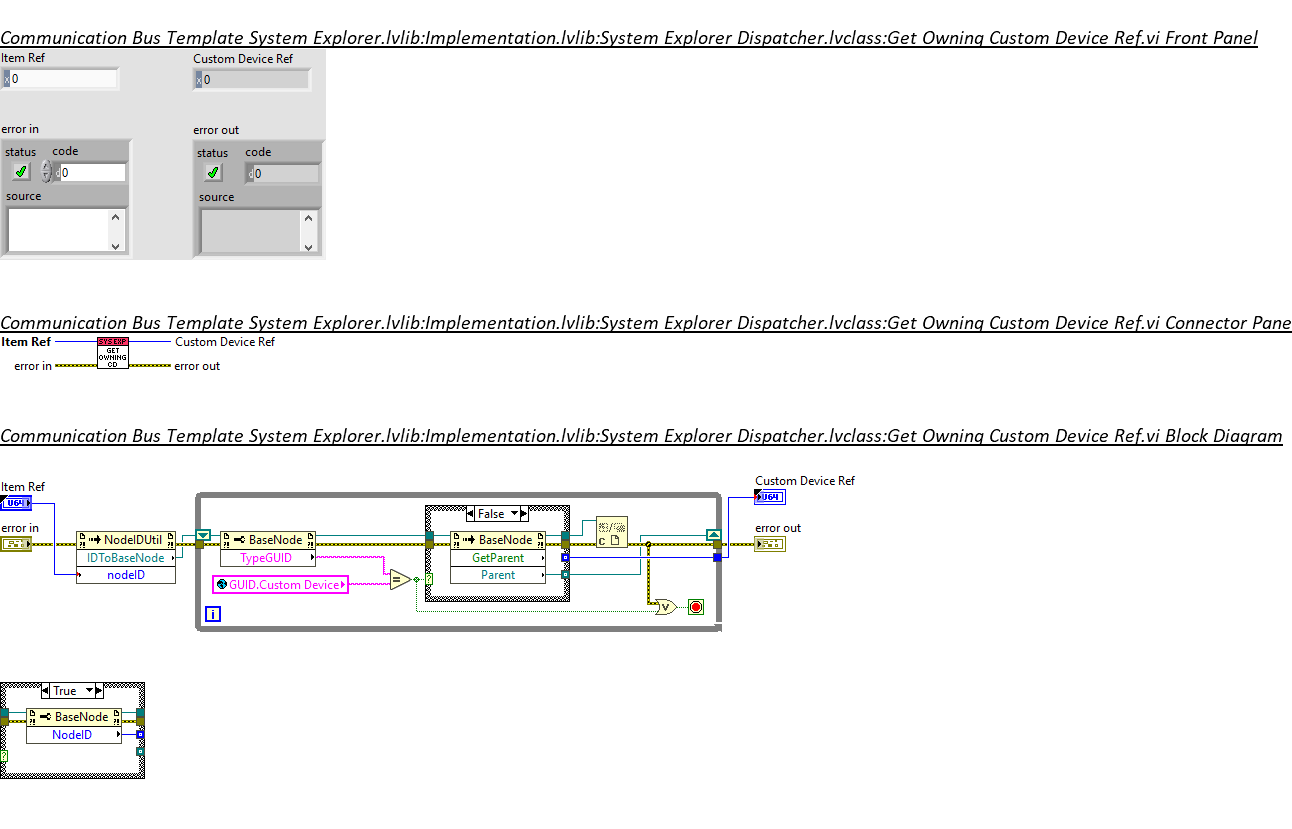 Communication Bus Template System Explorer.lvlib:Implementation.lvlib:System Explorer Dispatcher.lvclass:Get Owning Custom Device Ref.vi Front Panel
Item Ref
Custom Device Ref
x 0
x 0
error in
error out
status
code
status
code
d 0
d 0
source
source
Communication Bus Template System Explorer.lvlib:Implementation.lvlib:System Explorer Dispatcher.lvclass:Get Owning Custom Device Ref.vi Connector Pane
Item Ref
SYS EXP
GET
OWNING
CD
Custom Device Ref
error in
error out
Communication Bus Template System Explorer.lvlib:Implementation.lvlib:System Explorer Dispatcher.lvclass:Get Owning Custom Device Ref.vi Block Diagram
Item Ref
U64
error in
Custom Device Ref
U64
error out
NodeIDUtil
IDToBaseNode
nodeID
BaseNode
TypeGUID
GUID.Custom Device
=
False
BaseNode
GetParent
Parent
?
C
V
i
True
BaseNode
NodeID
?